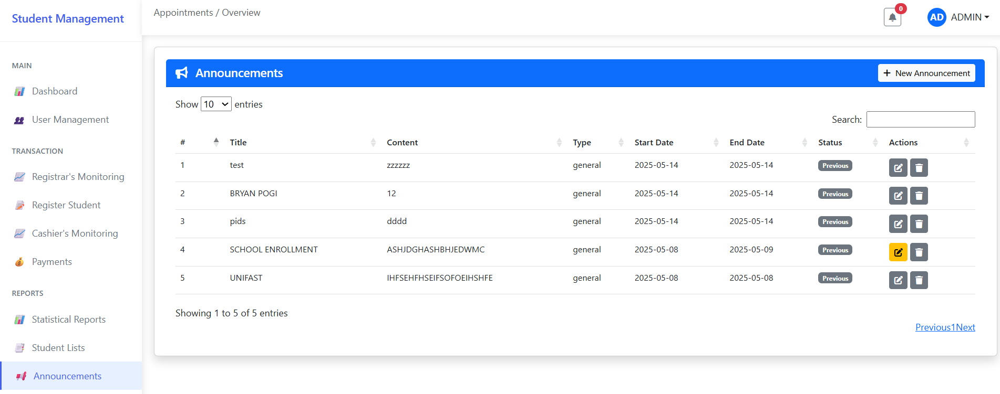 Student Management
Appointments / Overview
0
AD ADMIN
MAIN
Dashboard
User Management
TRANSACTION
Registrar's Monitoring
Register Student
Cashier's Monitoring
Payments
REPORTS
Statistical Reports
Student Lists
Announcements
Announcements
+ New Announcement
Show 10 entries
Search:
# Title Content Type Start Date End Date Status Actions
1 test zzzzzz general 2025-05-14 2025-05-14 Previous
2 BRYAN POGI 12 general 2025-05-14 2025-05-14 Previous
3 pids dddd general 2025-05-14 2025-05-14 Previous
4 SCHOOL ENROLLMENT ASHJDGHASHBHJEDWMC general 2025-05-08 2025-05-09 Previous
5 UNIFAST IHFSEHFHSEIFSOFOEIHSHFE general 2025-05-08 2025-05-08 Previous
Showing 1 to 5 of 5 entries
Previous1Next